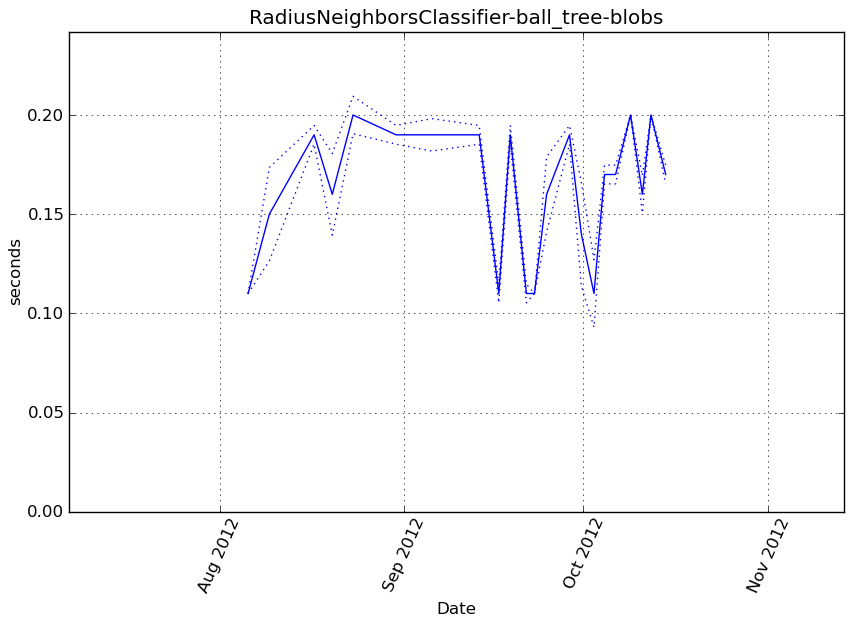 RadiusNeighborsClassifier-ball_tree-blobs
0.20
0.15
0.10
0.05
0.00
seconds
Aug 2012
Sep 2012
Oct 2012
Nov 2012
Date